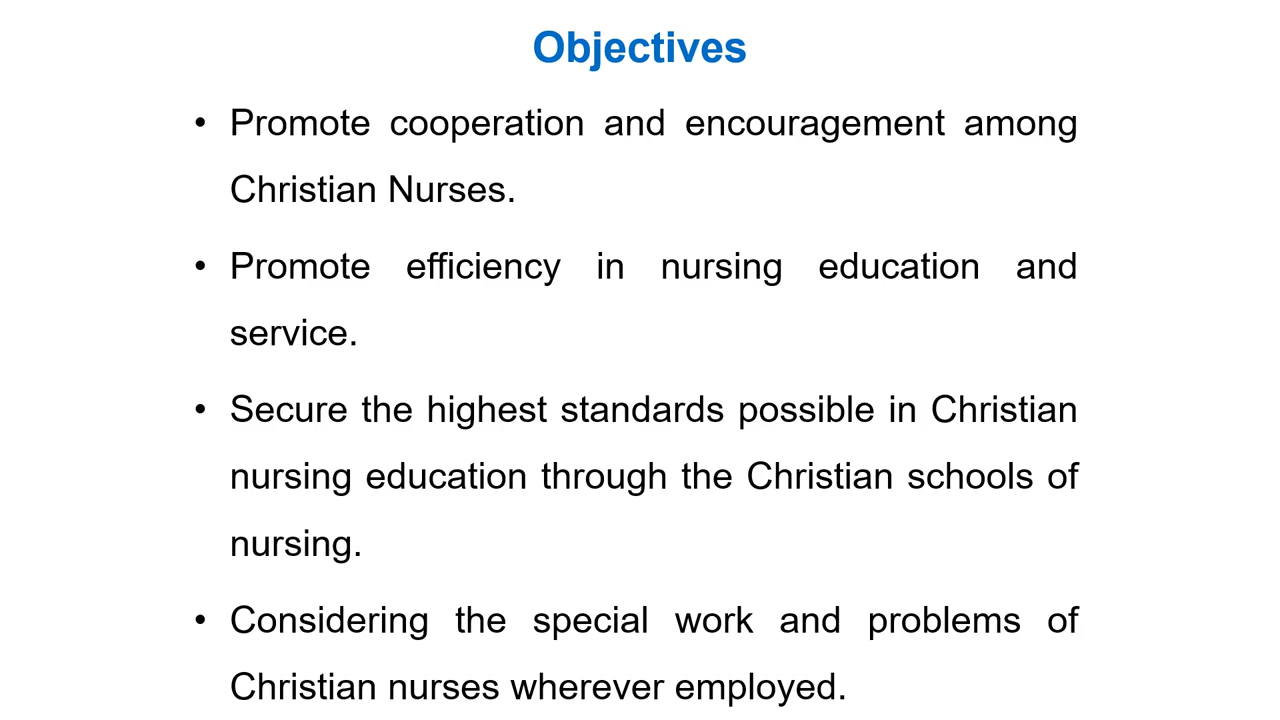 Objectives
• Promote cooperation and encouragement among
Christian Nurses.
• Promote efficiency in nursing education and
service.
• Secure the highest standards possible in Christian
nursing education through the Christian schools of
nursing.
• Considering the special work and problems of
Christian nurses wherever employed.